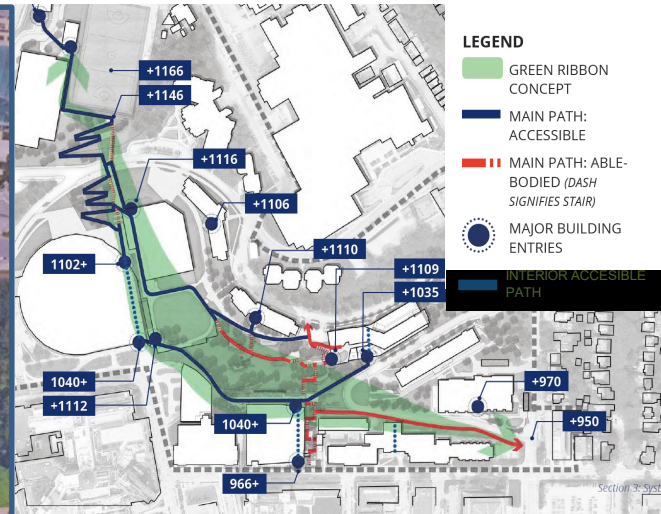 +1166
+1146
+1116
+1106
+1110
+1109
1102+
+1035
1040+
+1112
1040+
+970
+950
966+
LEGEND
GREEN RIBBON
CONCEPT
MAIN PATH:
ACCESSIBLE
MAIN PATH: ABLE-
BODIED (DASH
SIGNIFIES STAIR)
MAJOR BUILDING
ENTRIES
INTERIOR ACCESIBLE
PATH
Section 3: Syst